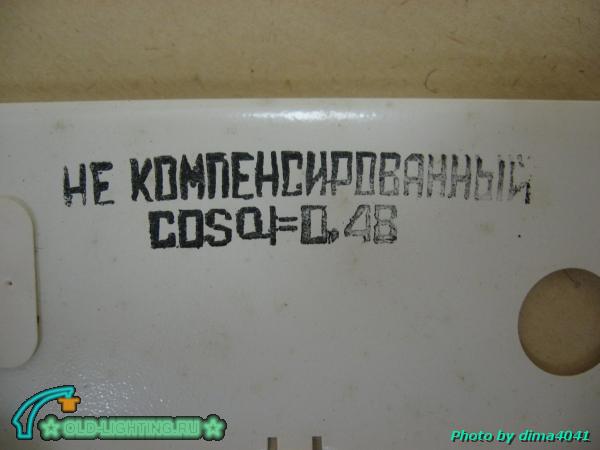 НЕ КОМПЕНСИРОВАННЫЙ
COSφ=0,48
OLD-LIGHTING.RU
Photo by dima4041